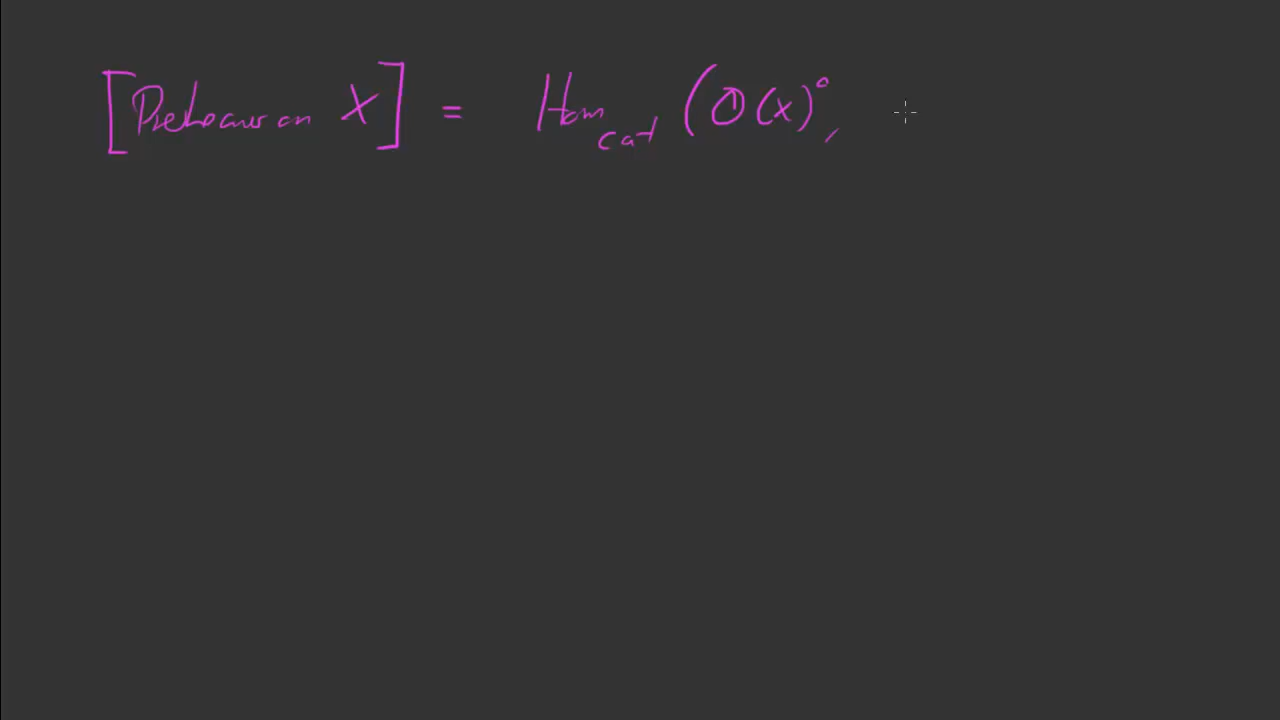 [Presheaves on X] = Hom_cat (O(X)°,